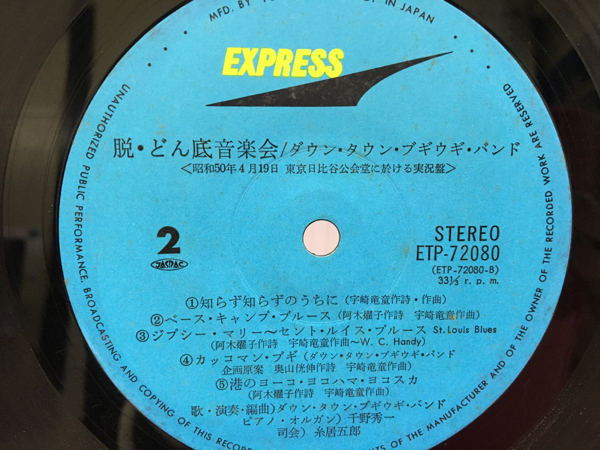 MFD. BY TO IN JAPAN
EXPRESS
脱・どん底音楽会/ダウン・タウン・ブギウギ・バンド
<昭和50年4月19日 東京日比谷公会堂に於ける実況盤>
2
JASRAC
STEREO
ETP-72080
(ETP-72080-B)
33⅓ r.p.m.
①知らず知らずのうちに(宇崎竜童作詩・作曲)
②ベース・キャンプ・ブルース(阿木燿子作詩 宇崎竜童作曲)
③ジプシー・マリー〜セント・ルイス・ブルース St. Louis Blues
(阿木燿子作詩 宇崎竜童作曲〜W. C. Handy)
④カッコマン・ブギ(ダウン・タウン・ブギウギ・バンド
企画原案 奥山侊伸作詩 宇崎竜童作曲)
⑤港のヨーコ・ヨコハマ・ヨコスカ
(阿木燿子作詩 宇崎竜童作曲)
歌・演奏・編曲)ダウン・タウン・ブギウギ・バンド
ピアノ・オルガン)千野秀一
司会)糸居五郎
UNAUTHORIZED PUBLIC PERFORMANCE, BROADCASTING AND COPYING OF THIS RECORD
TS OF THE MANUFACTURER AND OF THE OWNER OF THE RECORDED WORK ARE RESERVED